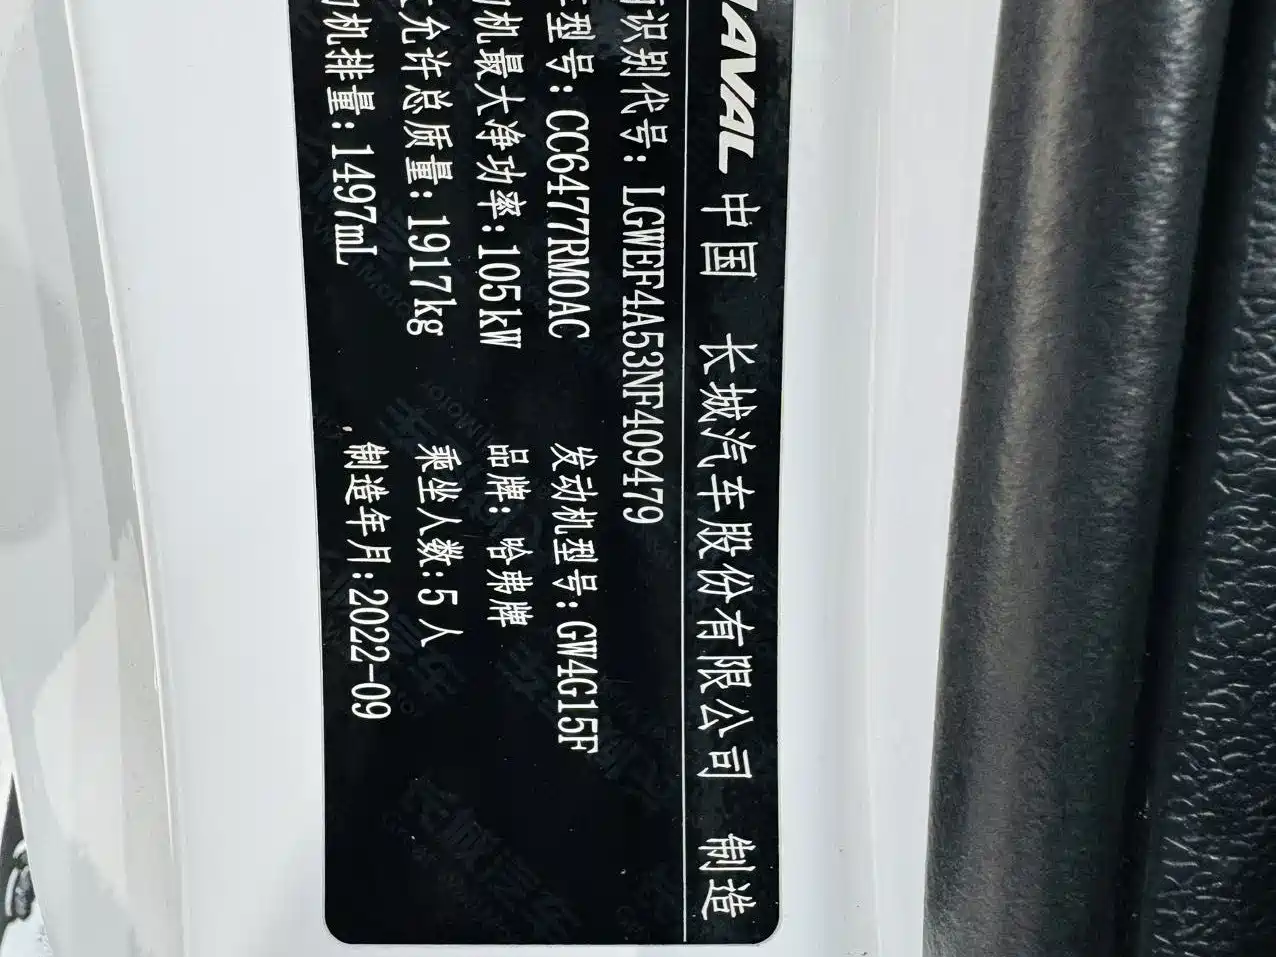 HAVAL 中国 长城汽车股份有限公司 制造
识别代号: LGWEF4A53NF409479
型号: CC6477RM0AC 发动机型号: GW4G15F
机最大净功率: 105kW 品牌: 哈弗牌
允许总质量: 1917kg 乘坐人数: 5 人
机排量: 1497mL 制造年月: 2022-09